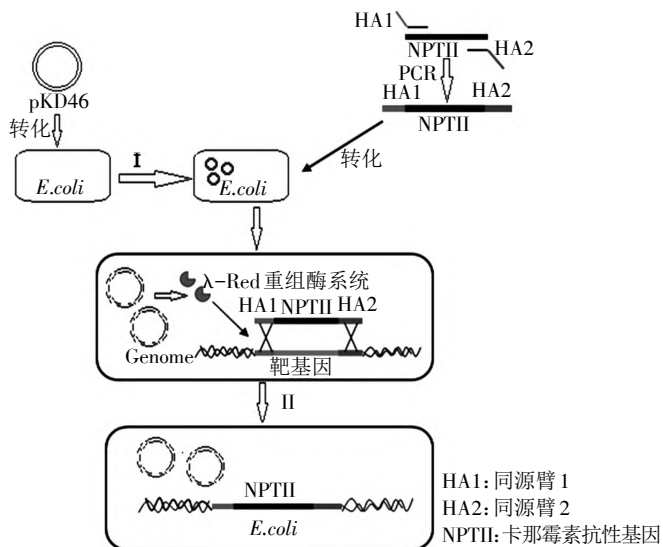 HA1
NPTII
HA2
PCR
HA1
HA2
NPTII
pKD46
转化
转化
E.coli
I
E.coli
λ-Red重组酶系统
HA1 NPTII HA2
Genome
靶基因
II
NPTII
E.coli
HA1:同源臂1
HA2:同源臂2
NPTII:卡那霉素抗性基因